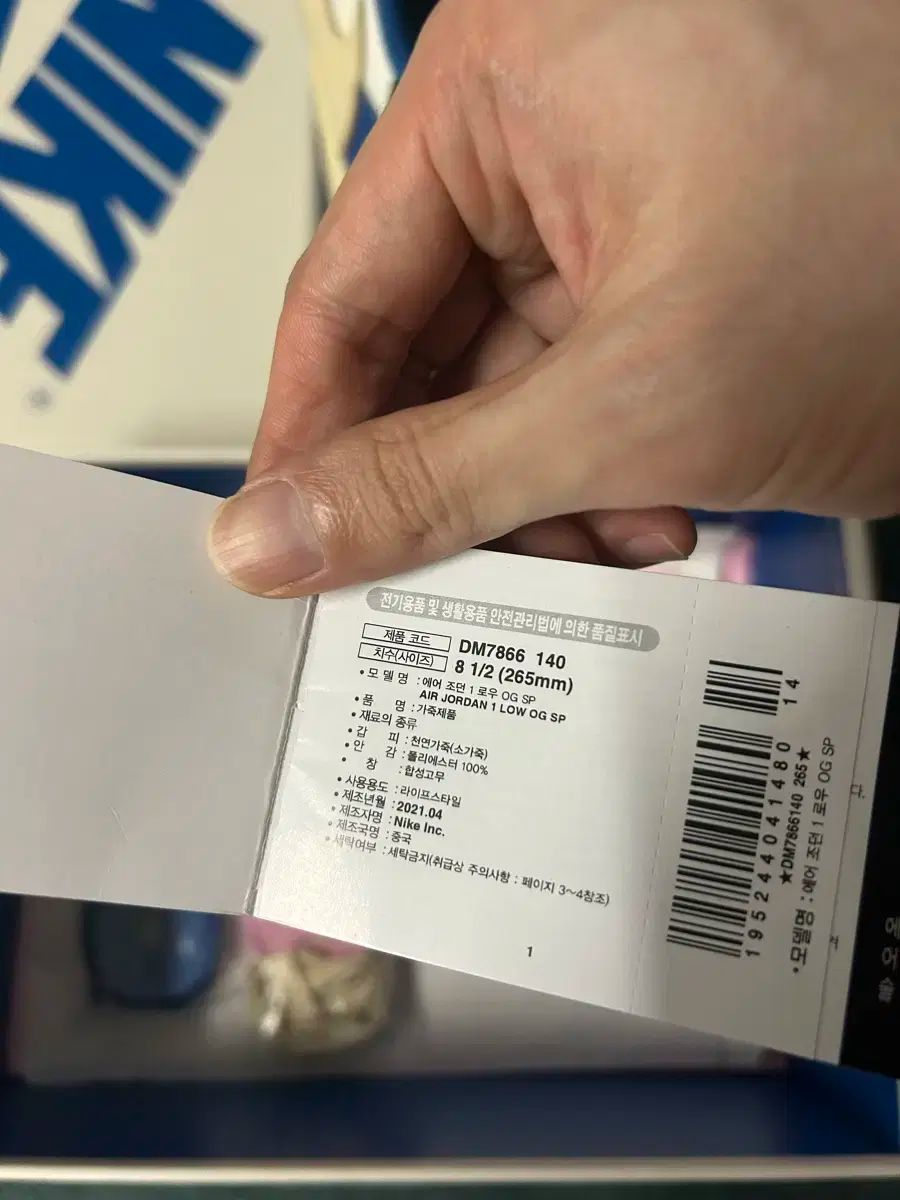 NIKE
®
전기용품 및 생활용품 안전관리법에 의한 품질표시
제품 코드 DM7866 140
치수(사이즈) 8 1/2 (265mm)
• 모 델 명 : 에어 조던 1 로우 OG SP
AIR JORDAN 1 LOW OG SP
• 품 명 : 가죽제품
• 재료의 종류
• 갑 피 : 천연가죽(소가죽)
• 안 감 : 폴리에스터 100%
• 창 : 합성고무
• 사용용도 : 라이프스타일
• 제조년월 : 2021.04
• 제조자명 : Nike Inc.
• 제조국명 : 중국
• 세탁여부 : 세탁금지(취급상 주의사항 : 페이지 3~4참조)
1
14
195244041480
★DM7866140 265★
•모델명 : 에어 조던 1 로우 OG SP
다.